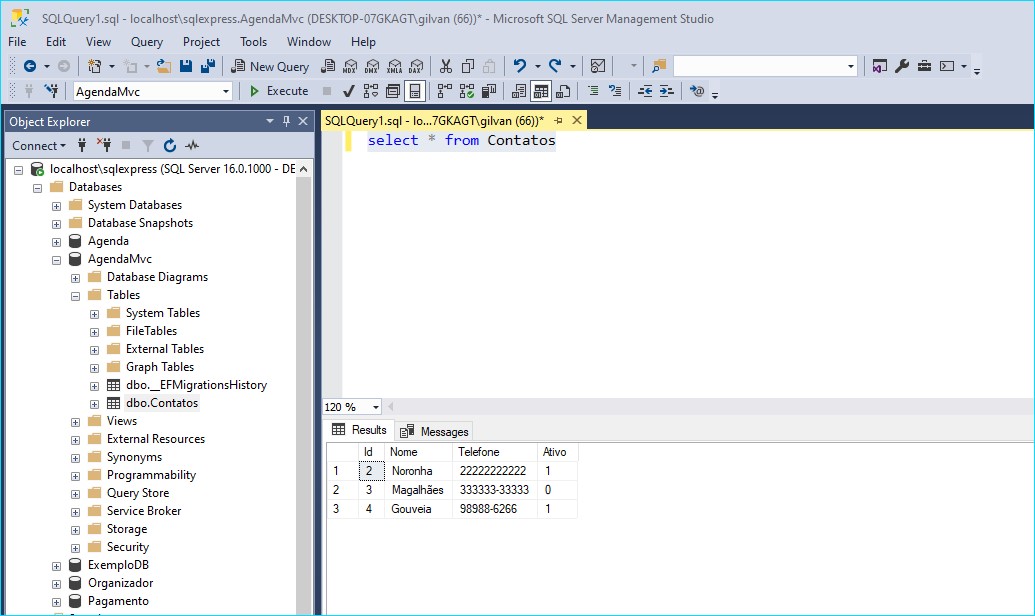 SQLQuery1.sql - localhost\sqlexpress.AgendaMvc (DESKTOP-07GKAGT\gilvan (66))* - Microsoft SQL Server Management Studio
File Edit View Query Project Tools Window Help
New Query MDX DMX XMLA DAX
AgendaMvc Execute
Object Explorer
Connect
localhost\sqlexpress (SQL Server 16.0.1000 - DE
Databases
System Databases
Database Snapshots
Agenda
AgendaMvc
Database Diagrams
Tables
System Tables
FileTables
External Tables
Graph Tables
dbo.__EFMigrationsHistory
dbo.Contatos
Views
External Resources
Synonyms
Programmability
Query Store
Service Broker
Storage
Security
ExemploDB
Organizador
Pagamento
SQLQuery1.sql - lo...7GKAGT\gilvan (66))*
select * from Contatos
120 %
Results Messages
Id Nome Telefone Ativo
1 2 Noronha 22222222222 1
2 3 Magalhães 333333-33333 0
3 4 Gouveia 98988-6266 1